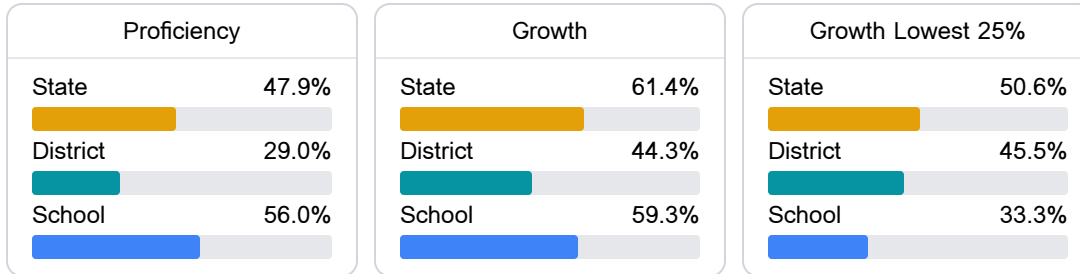 Proficiency
State 47.9%
District 29.0%
School 56.0%
Growth
State 61.4%
District 44.3%
School 59.3%
Growth Lowest 25%
State 50.6%
District 45.5%
School 33.3%